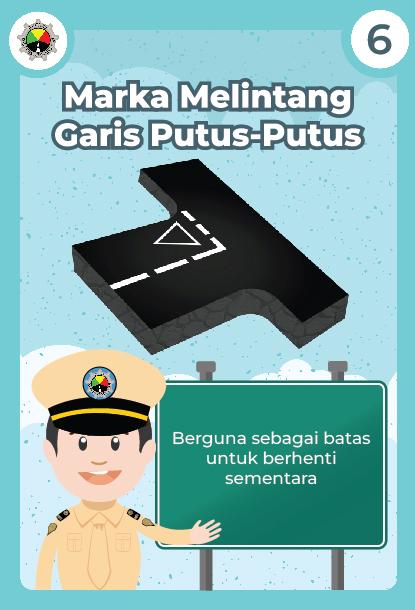 6
Marka Melintang
Garis Putus-Putus
Berguna sebagai batas
untuk berhenti
sementara